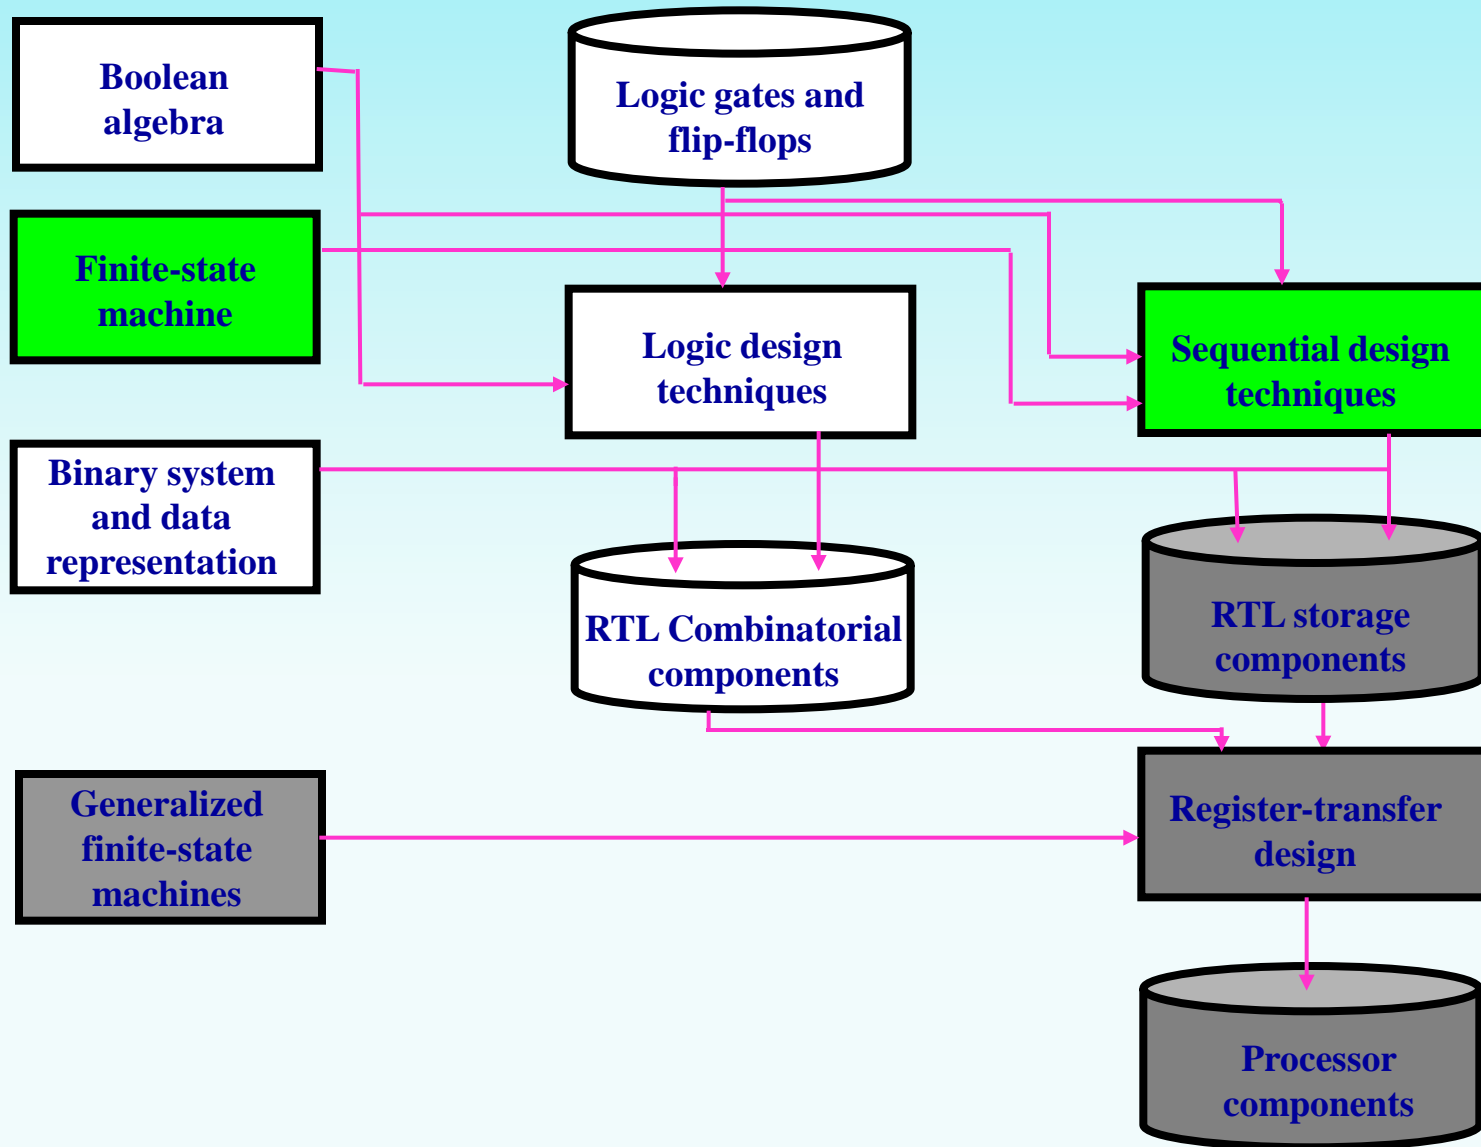 Boolean
algebra
Logic gates and
flip-flops
Finite-state
machine
Logic design
techniques
Sequential design
techniques
Binary system
and data
representation
RTL Combinatorial
components
RTL storage
components
Generalized
finite-state
machines
Register-transfer
design
Processor
components